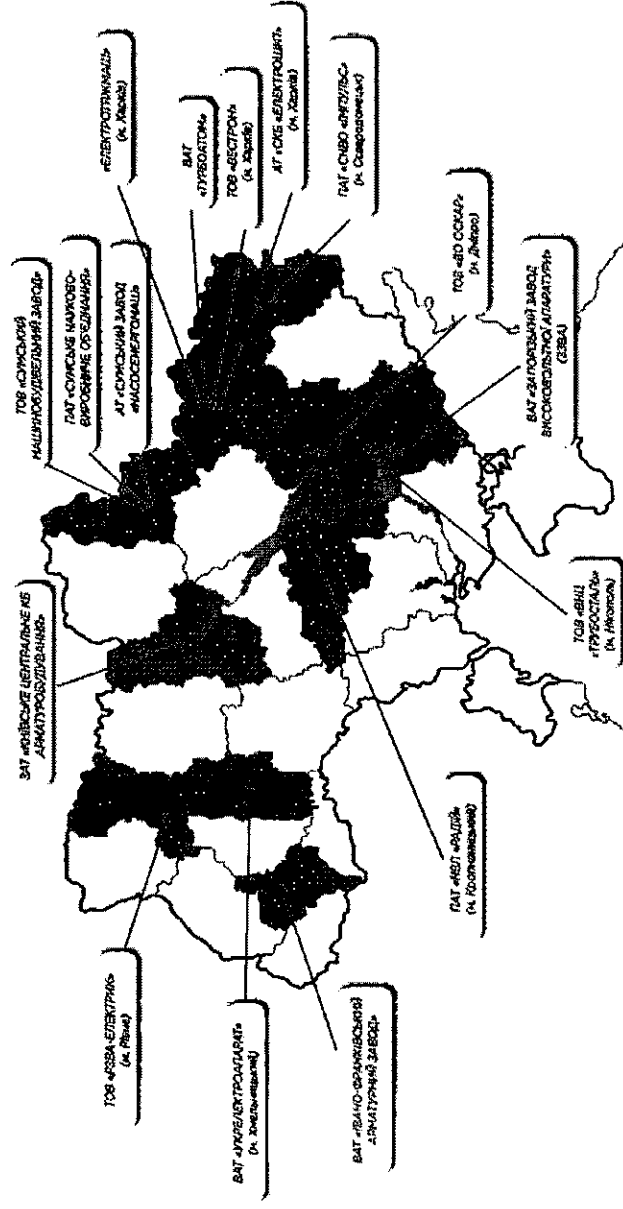 ТОВ «РЗВА-ЕЛЕКТРИК»
(м. Рівне)
ВАТ «УКРЕЛЕКТРОАПАРАТ»
(м. Хмельницький)
ВАТ «ІВАНО-ФРАНКІВСЬКИЙ
АРМАТУРНИЙ ЗАВОД»
ЗАТ «КИЇВСЬКЕ ЦЕНТРАЛЬНЕ КБ
АРМАТУРОБУДУВАННЯ»
ПАТ «НВП «РАДІЙ»
(м. Кропивницький)
ТОВ «СУМСЬКИЙ
МАШИНОБУДІВЕЛЬНИЙ ЗАВОД»
ПАТ «СУМСЬКЕ НАУКОВО-
ВИРОБНИЧЕ ОБ'ЄДНАННЯ»
АТ «СУМСЬКИЙ ЗАВОД
«НАСОСЕНЕРГОМАШ»
ТОВ «ВНЦ
«ТРУБОСТАЛЬ»
(м. Нікополь)
ВАТ «ЗАПОРІЗЬКИЙ ЗАВОД
ВИСОКОВОЛЬТНОЇ АПАРАТУРИ»
(ЗЗВА)
ТОВ «ВО ОСКАР»
(м. Дніпро)
«ЕЛЕКТРОТЯЖМАШ»
(м. Харків)
ВАТ
«ТУРБОАТОМ»
ТОВ «ВЕСТРОН»
(м. Харків)
АТ «СКБ «ЕЛЕКТРОЩИТ»
(м. Харків)
ПАТ «СНВО «ІМПУЛЬС»
(м. Сєвєродонецьк)